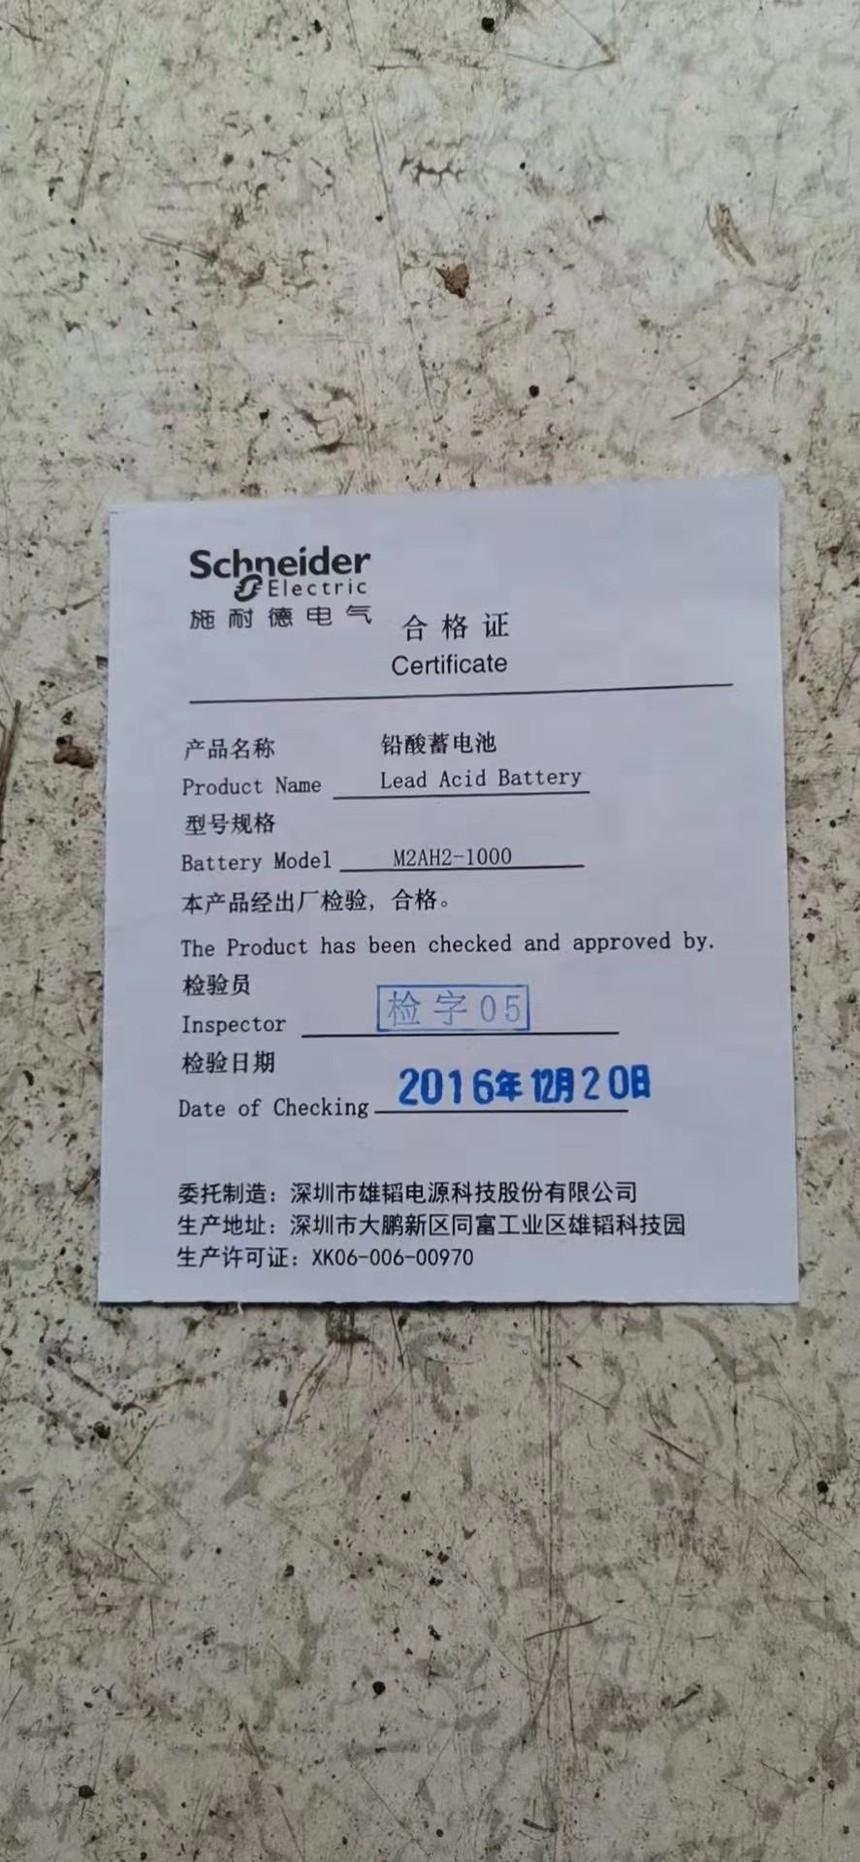 Schneider
Electric
施耐德电气
合格证
Certificate
产品名称 铅酸蓄电池
Product Name Lead Acid Battery
型号规格
Battery Model M2AH2-1000
本产品经出厂检验，合格。
The Product has been checked and approved by.
检验员
Inspector 检字05
检验日期
Date of Checking 2016年12月20日
委托制造：深圳市雄韬电源科技股份有限公司
生产地址：深圳市大鹏新区同富工业区雄韬科技园
生产许可证：XK06-006-00970